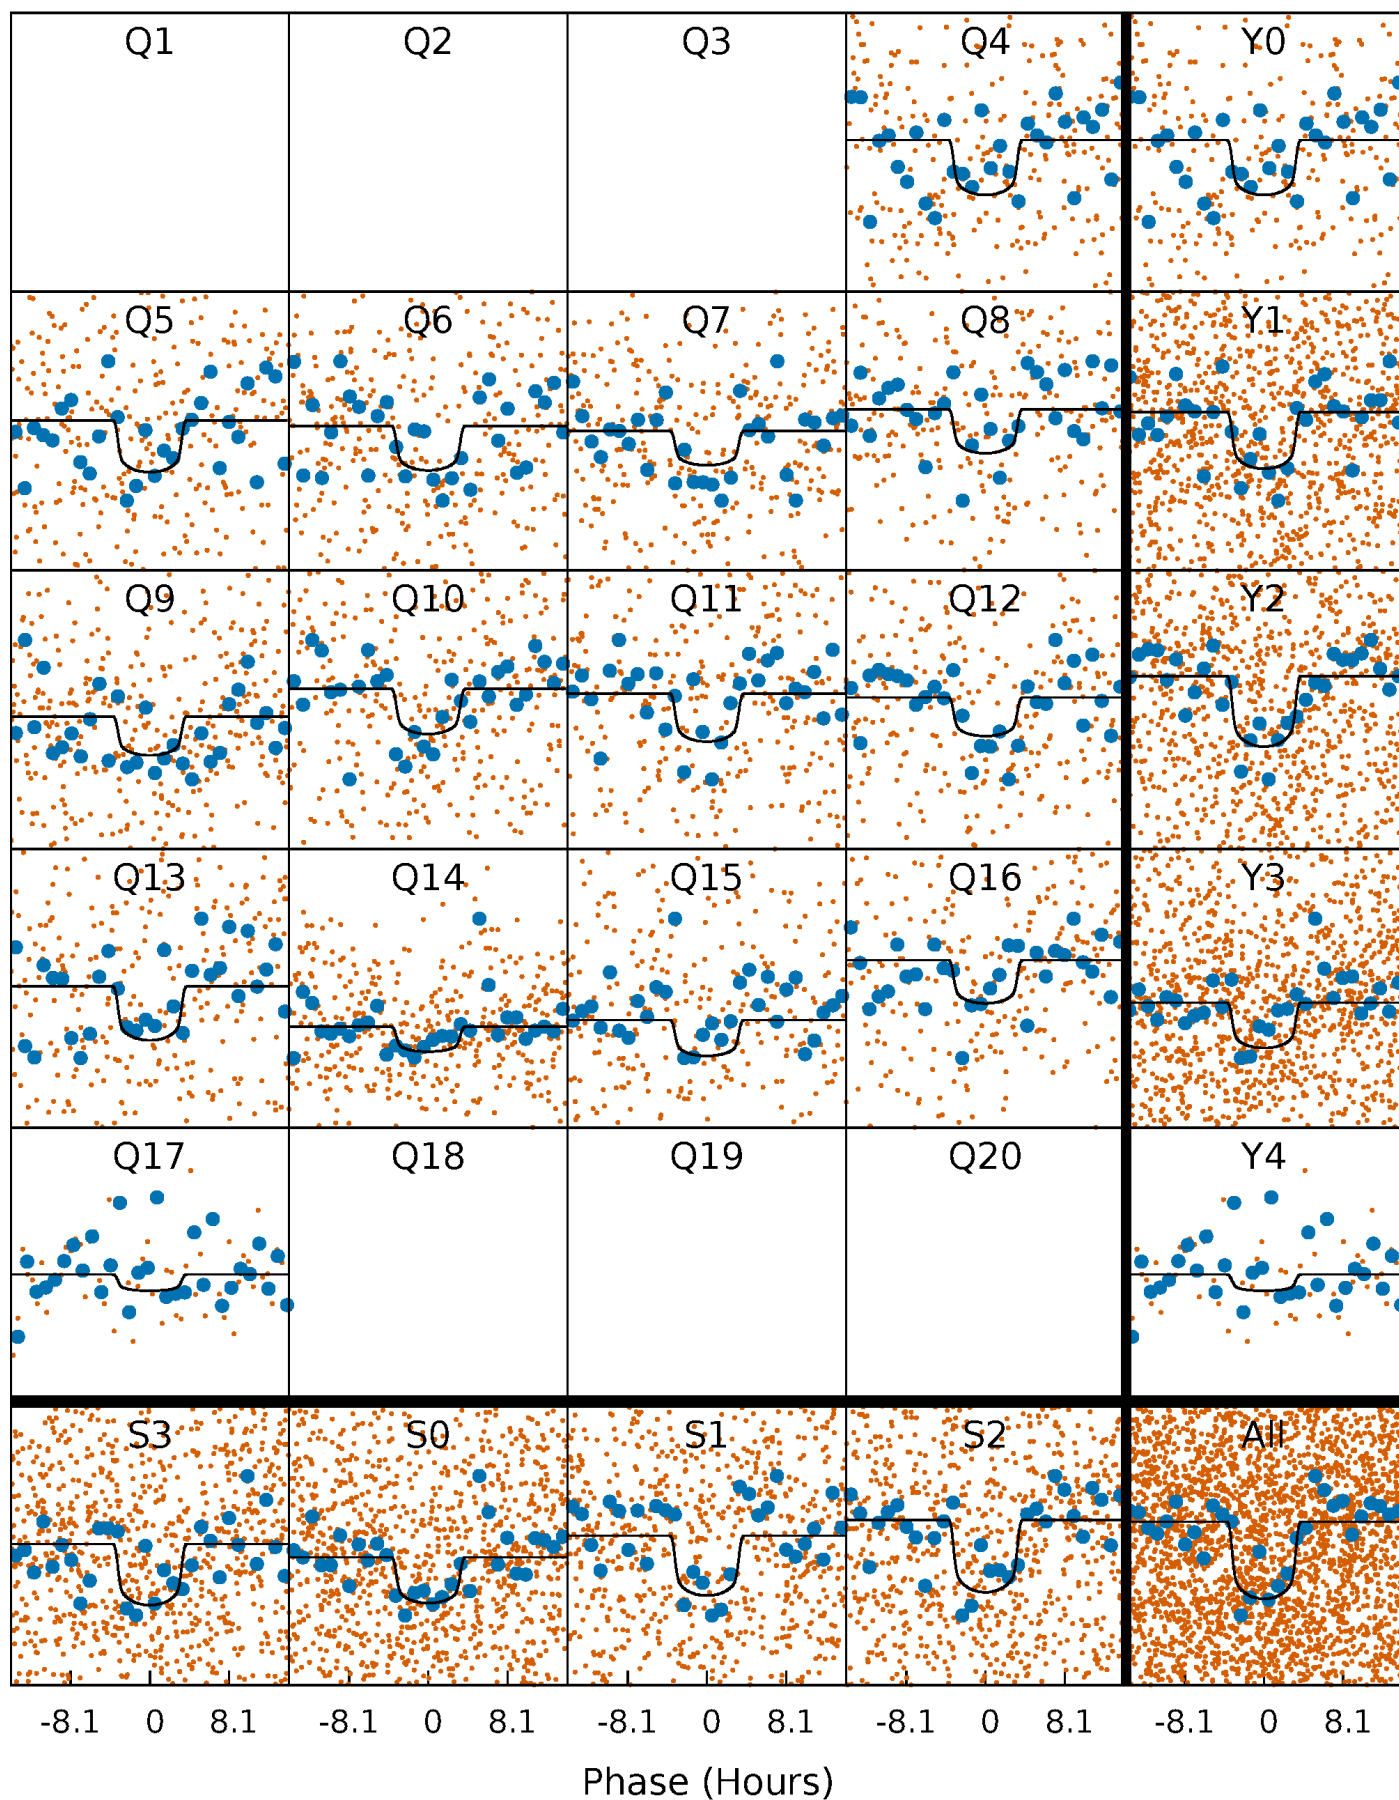 Q1 Q2 Q3 Q4 Y0
Q5 Q6 Q7 Q8 Y1
Q9 Q10 Q11 Q12 Y2
Q13 Q14 Q15 Q16 Y3
Q17 Q18 Q19 Q20 Y4
S3 S0 S1 S2 All
-8.1 0 8.1 -8.1 0 8.1 -8.1 0 8.1 -8.1 0 8.1 -8.1 0 8.1
Phase (Hours)